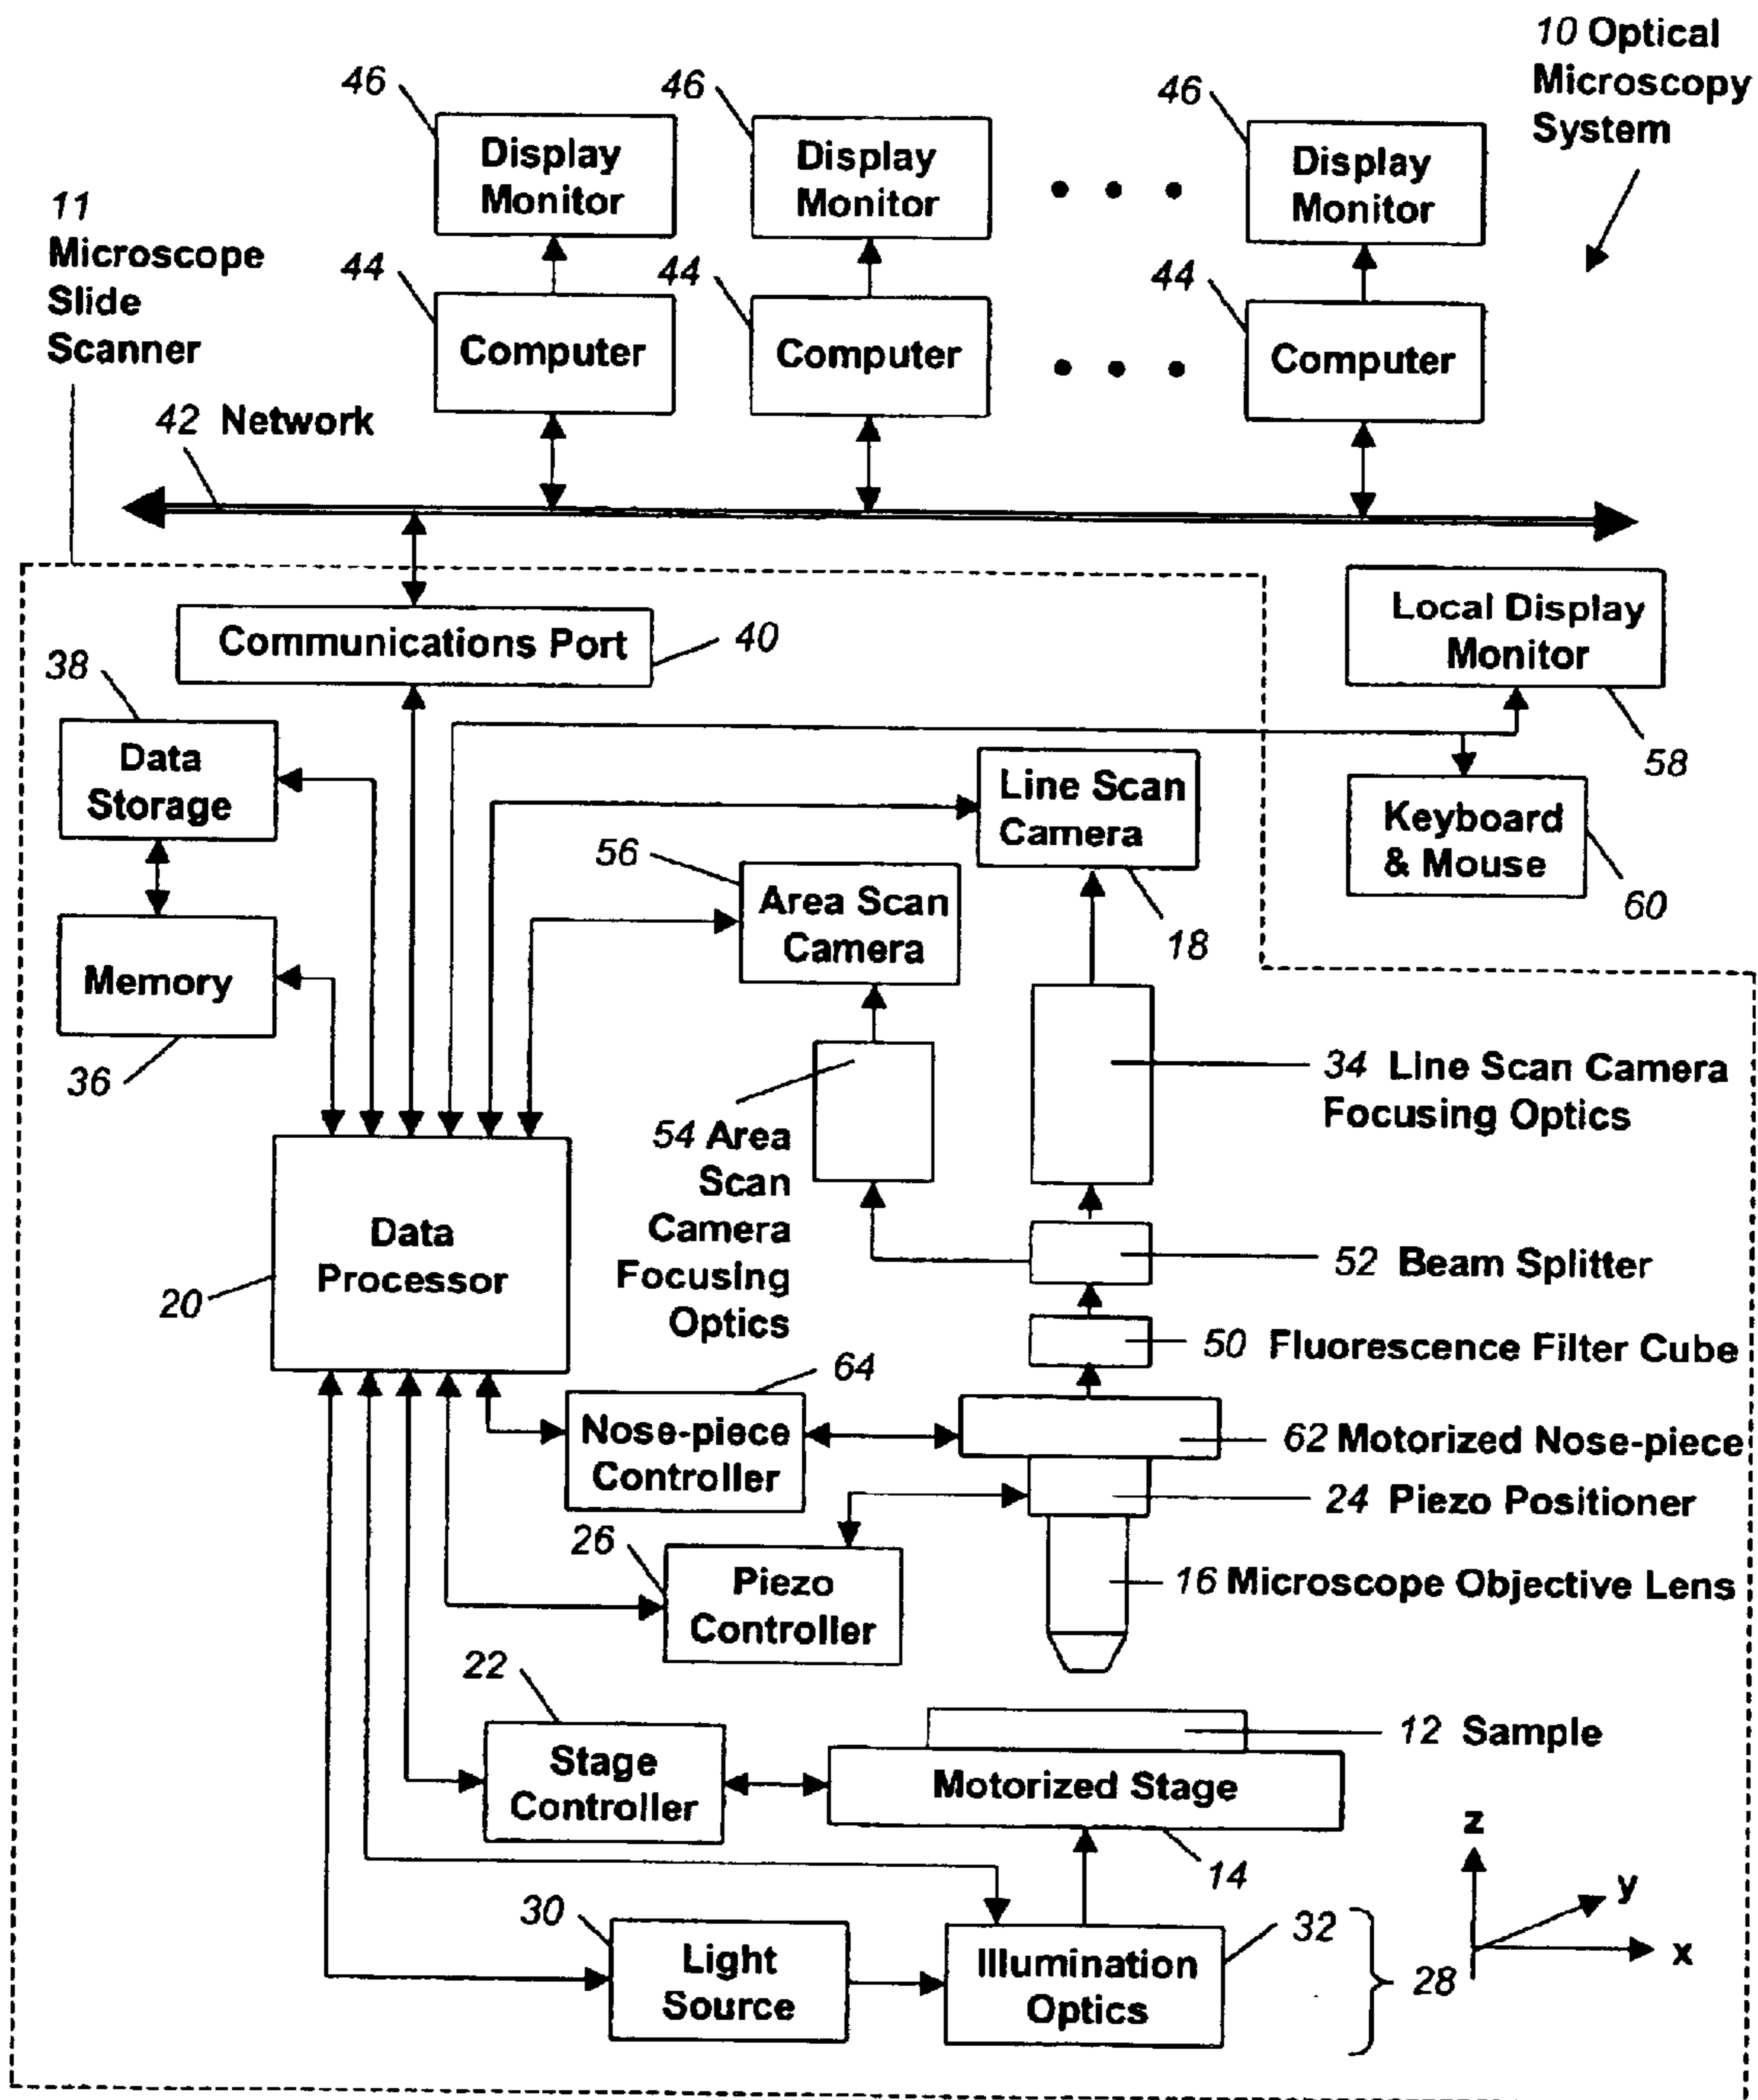 10 Optical
Microscopy
System
46
46
46
Display
Monitor
Display
Monitor
Display
Monitor
11
Microscope
Slide
Scanner
44
44
44
Computer
Computer
Computer
42 Network
Communications Port
40
Local Display
Monitor
58
38
Data
Storage
Line Scan
Camera
18
Keyboard
& Mouse
60
56
Area Scan
Camera
Memory
36
34 Line Scan Camera
Focusing Optics
54 Area
Scan
Camera
Focusing
Optics
Data
Processor
20
52 Beam Splitter
50 Fluorescence Filter Cube
64
Nose-piece
Controller
62 Motorized Nose-piece
24 Piezo Positioner
26
Piezo
Controller
16 Microscope Objective Lens
22
Stage
Controller
12 Sample
Motorized Stage
14
z
y
x
30
Light
Source
Illumination
Optics
32
28